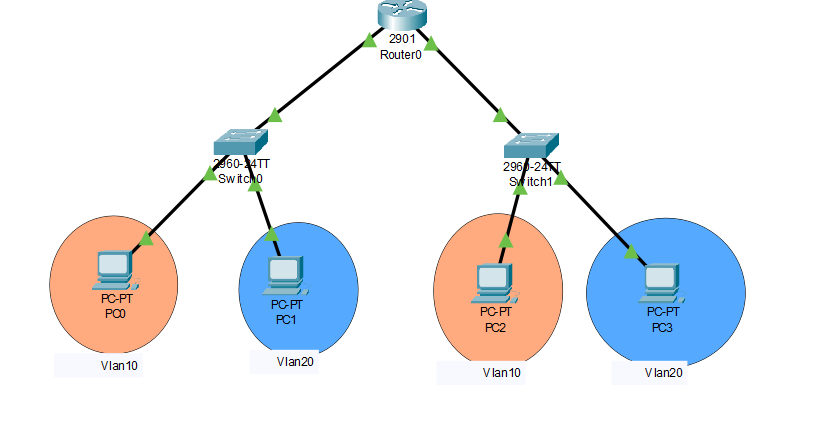 2901
Router0
2960-24TT
Switch0
2960-24TT
Switch1
PC-PT
PC0
PC-PT
PC1
PC-PT
PC2
PC-PT
PC3
Vlan10
Vlan20
Vlan10
Vlan20